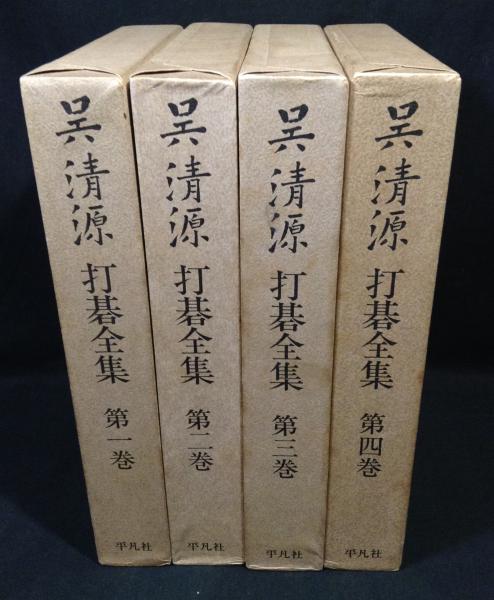 呉清源
打碁全集
第一巻
平凡社
呉清源
打碁全集
第二巻
平凡社
呉清源
打碁全集
第三巻
平凡社
呉清源
打碁全集
第四巻
平凡社